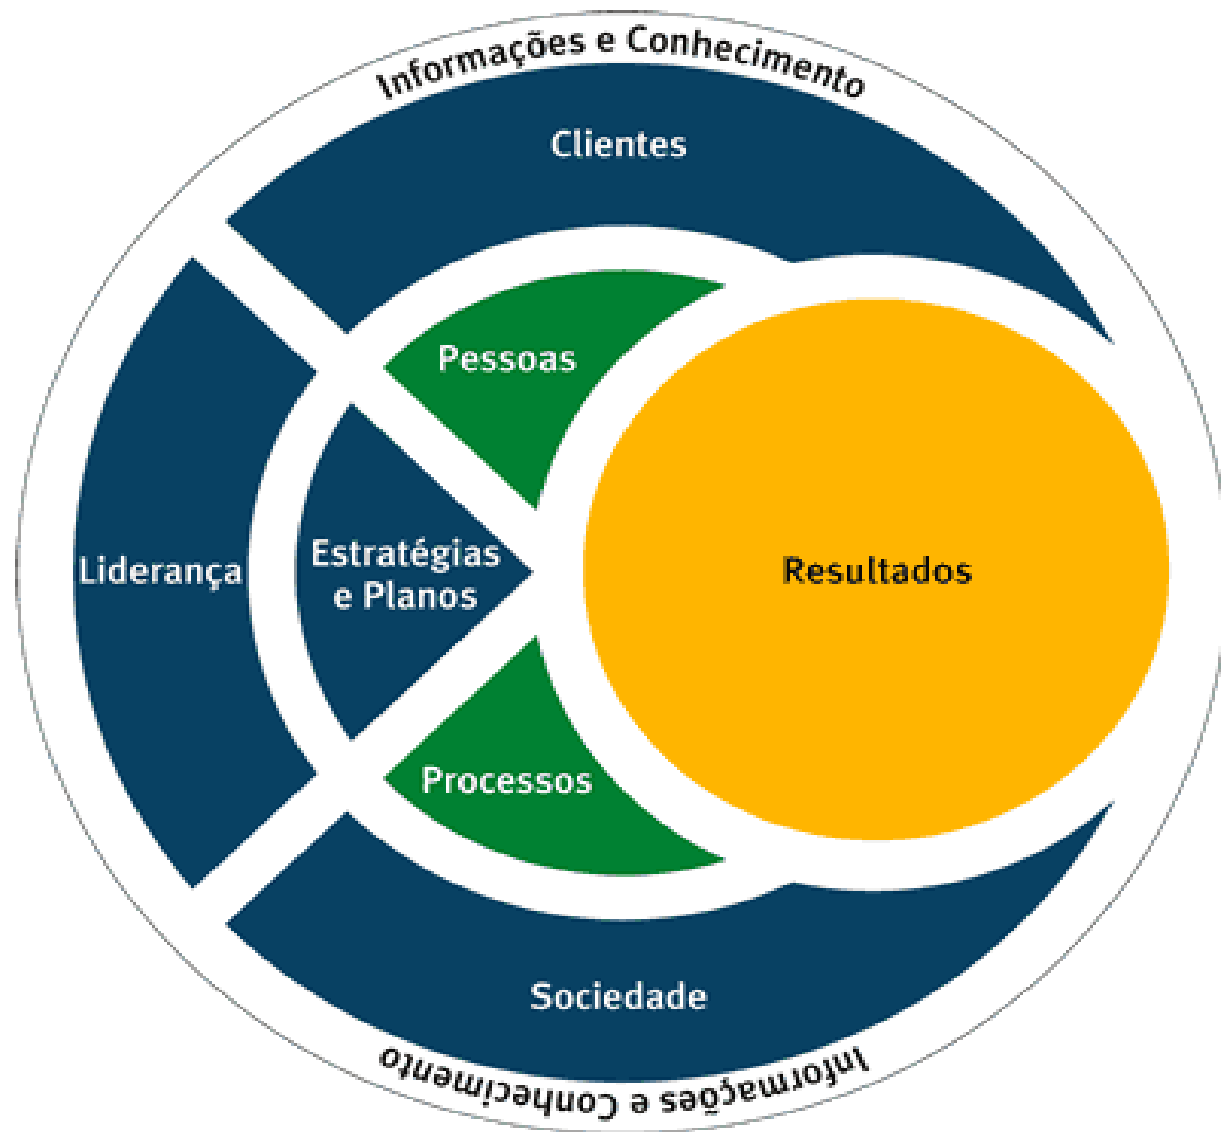 Informações e Conhecimento
Clientes
Pessoas
Liderança
Estratégias
e Planos
Resultados
Processos
Sociedade
Informações e Conhecimento